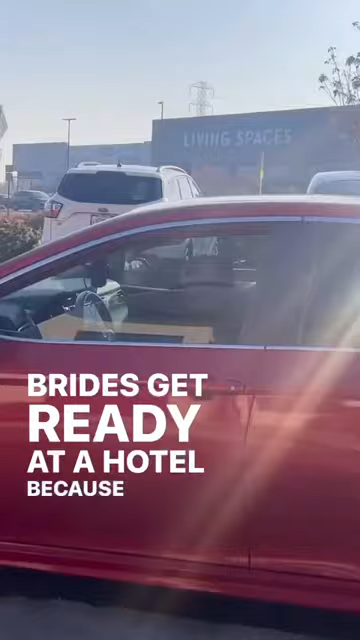 LIVING SPACES
BRIDES GET
READY
AT A HOTEL
BECAUSE